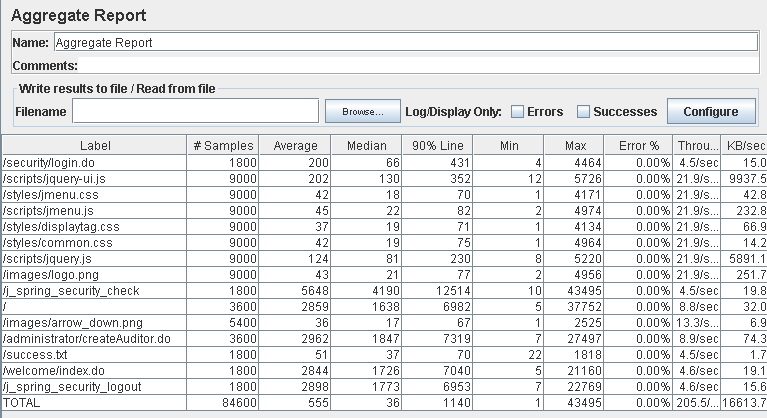 Aggregate Report
Name: Aggregate Report
Comments:
Write results to file / Read from file
Filename Browse... Log/Display Only: Errors Successes Configure
Label # Samples Average Median 90% Line Min Max Error % Throu... KB/sec
/security/login.do 1800 200 66 431 4 4464 0.00% 4.5/sec 15.0
/scripts/jquery-ui.js 9000 202 130 352 12 5726 0.00% 21.9/s... 9937.5
/styles/jmenu.css 9000 42 18 70 1 4171 0.00% 21.9/s... 42.8
/scripts/jmenu.js 9000 45 22 82 2 4974 0.00% 21.9/s... 232.8
/styles/displaytag.css 9000 37 19 71 1 4134 0.00% 21.9/s... 66.9
/styles/common.css 9000 42 19 75 1 4964 0.00% 21.9/s... 14.2
/scripts/jquery.js 9000 124 81 230 8 5220 0.00% 21.9/s... 5891.1
/images/logo.png 9000 43 21 77 2 4956 0.00% 21.9/s... 251.7
/j_spring_security_check 1800 5648 4190 12514 10 43495 0.00% 4.5/sec 19.8
/ 3600 2859 1638 6982 5 37752 0.00% 8.8/sec 32.0
/images/arrow_down.png 5400 36 17 67 1 2525 0.00% 13.3/s... 6.9
/administrator/createAuditor.do 3600 2962 1847 7319 7 27497 0.00% 8.9/sec 74.3
/success.txt 1800 51 37 70 22 1818 0.00% 4.5/sec 1.7
/welcome/index.do 1800 2844 1726 7040 5 21160 0.00% 4.6/sec 19.1
/j_spring_security_logout 1800 2898 1773 6953 7 22769 0.00% 4.6/sec 15.6
TOTAL 84600 555 36 1140 1 43495 0.00% 205.5/... 16613.7